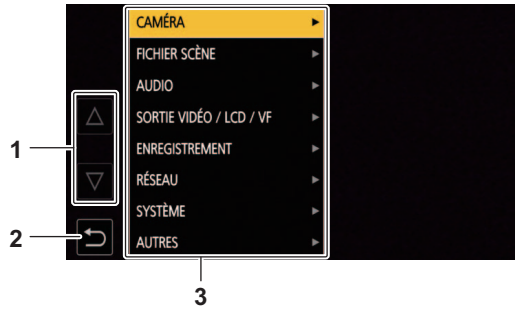 CAMÉRA
FICHIER SCÈNE
AUDIO
SORTIE VIDÉO / LCD / VF
ENREGISTREMENT
RÉSEAU
SYSTÈME
AUTRES
1
2
3